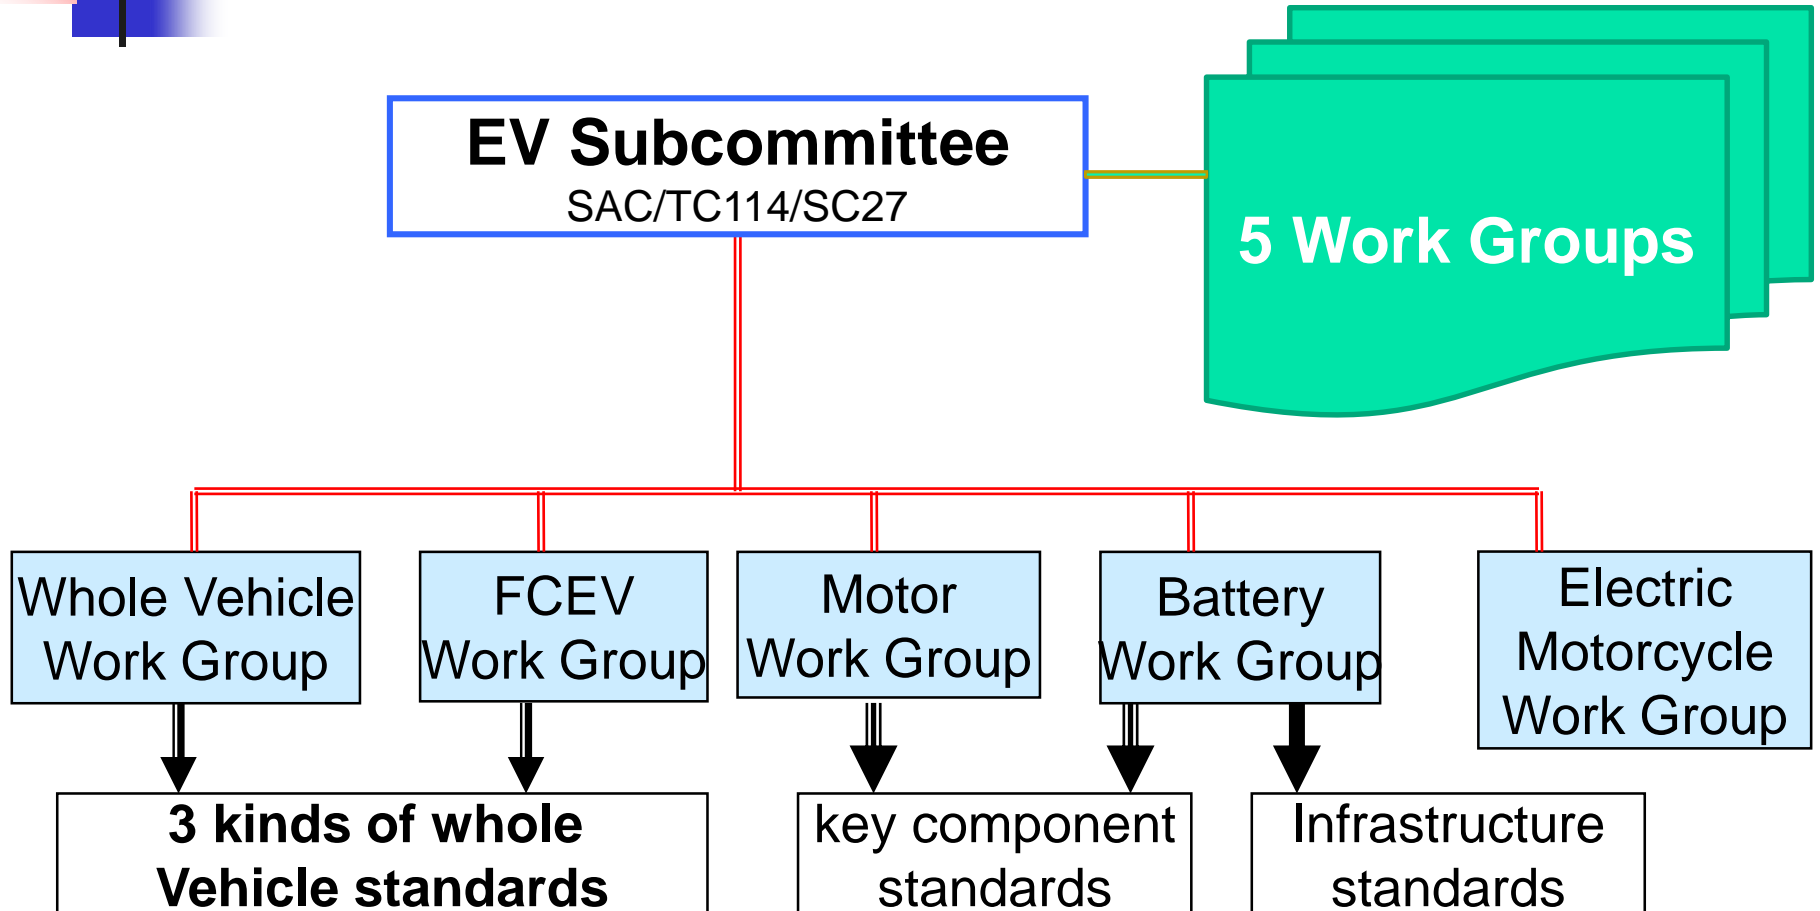 EV Subcommittee
SAC/TC114/SC27
5 Work Groups
Whole Vehicle
Work Group
FCEV
Work Group
Motor
Work Group
Battery
Work Group
Electric
Motorcycle
Work Group
3 kinds of whole
Vehicle standards
key component
standards
Infrastructure
standards